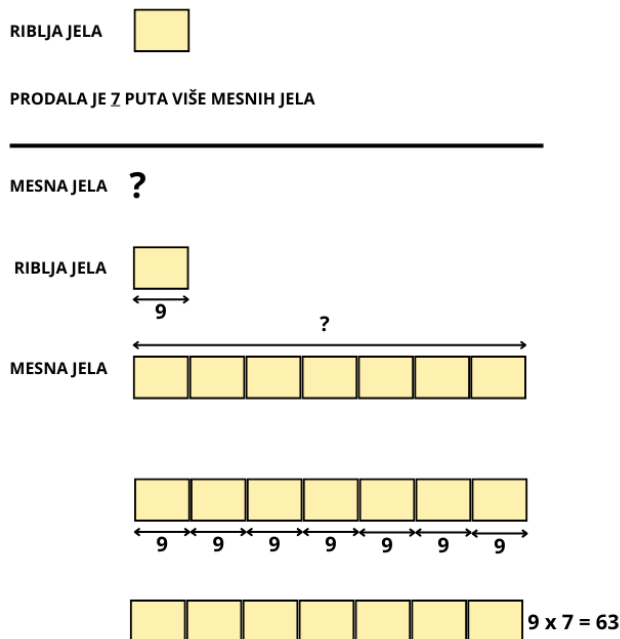 RIBLJA JELA
PRODALA JE 7 PUTA VIŠE MESNIH JELA
MESNA JELA ?
RIBLJA JELA
9
?
MESNA JELA
9 9 9 9 9 9 9
9 x 7 = 63